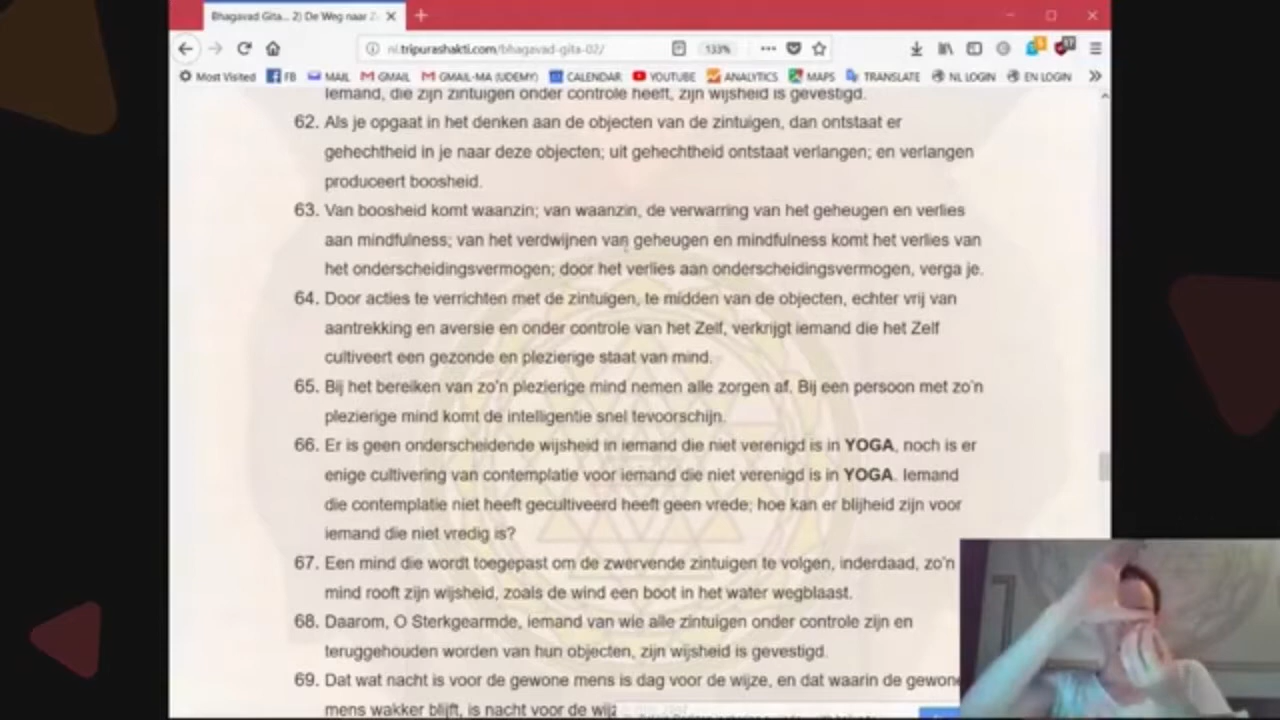 Bhagavad Gita... 2) De Weg naar
nl.tripurashakti.com/bhagavad-gita-02/
133%
Most Visited FB MAIL GMAIL GMAIL-MA (UDEMY) CALENDAR YOUTUBE ANALYTICS MAPS TRANSLATE NL LOGIN EN LOGIN
Iemand, die zijn zintuigen onder controle heeft, zijn wijsheid is gevestigd.
62. Als je opgaat in het denken aan de objecten van de zintuigen, dan ontstaat er
gehechtheid in je naar deze objecten; uit gehechtheid ontstaat verlangen; en verlangen
produceert boosheid.
63. Van boosheid komt waanzin; van waanzin, de verwarring van het geheugen en verlies
aan mindfulness; van het verdwijnen van geheugen en mindfulness komt het verlies van
het onderscheidingsvermogen; door het verlies aan onderscheidingsvermogen, verga je.
64. Door acties te verrichten met de zintuigen, te midden van de objecten, echter vrij van
aantrekking en aversie en onder controle van het Zelf, verkrijgt iemand die het Zelf
cultiveert een gezonde en plezierige staat van mind.
65. Bij het bereiken van zo'n plezierige mind nemen alle zorgen af. Bij een persoon met zo'n
plezierige mind komt de intelligentie snel tevoorschijn.
66. Er is geen onderscheidende wijsheid in iemand die niet verenigd is in YOGA, noch is er
enige cultivering van contemplatie voor iemand die niet verenigd is in YOGA. Iemand
die contemplatie niet heeft gecultiveerd heeft geen vrede; hoe kan er blijheid zijn voor
iemand die niet vredig is?
67. Een mind die wordt toegepast om de zwervende zintuigen te volgen, inderdaad, zo'n
mind rooft zijn wijsheid, zoals de wind een boot in het water wegblaast.
68. Daarom, O Sterkgearmde, iemand van wie alle zintuigen onder controle zijn en
teruggehouden worden van hun objecten, zijn wijsheid is gevestigd.
69. Dat wat nacht is voor de gewone mens is dag voor de wijze, en dat waarin de gewone
mens wakker blijft, is nacht voor de